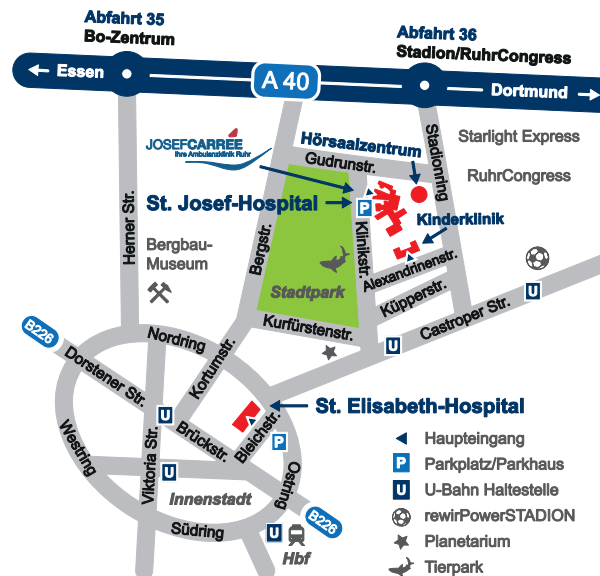 Abfahrt 35
Bo-Zentrum
Abfahrt 36
Stadion/RuhrCongress
Essen
A 40
Dortmund
JOSEFCARRÉE
Ihre Ambulanzklinik Ruhr
Hörsaalzentrum
Gudrunstr.
Stadionring
Starlight Express
RuhrCongress
St. Josef-Hospital
P
Kinderklinik
Herner Str.
Bergbau-
Museum
Bergstr.
Klinikstr.
Stadtpark
Alexandrinenstr.
Küpperstr.
Castroper Str.
U
Kurfürstenstr.
U
B226
Nordring
Dorstener Str.
Kortumstr.
St. Elisabeth-Hospital
U
Brückstr.
Bleichstr.
P
Westring
Viktoria Str.
U
Innenstadt
Ostring
Südring
B226
U
Hbf
Haupteingang
P Parkplatz/Parkhaus
U U-Bahn Haltestelle
rewirPowerSTADION
Planetarium
Tierpark